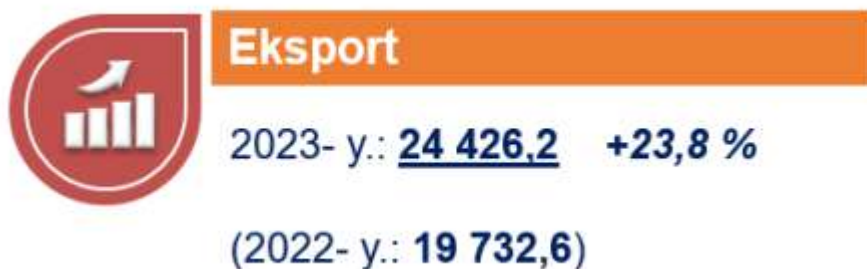 Eksport
2023- y.: 24 426,2 +23,8 %
(2022- y.: 19 732,6)